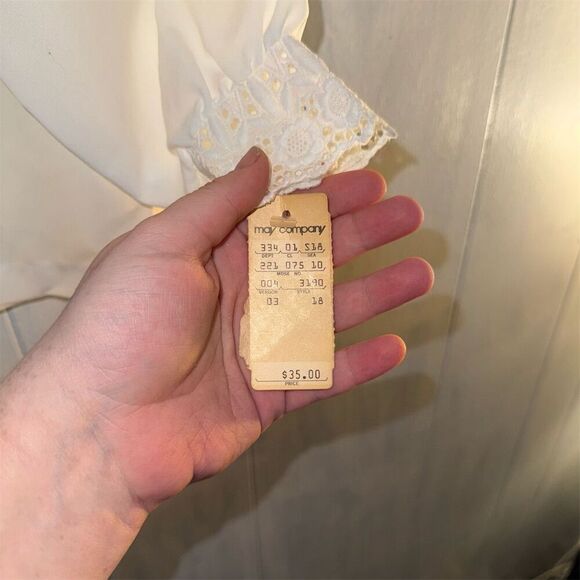 may company
334 01 S18
DEPT CL SEA
221 075 10
MDSE NO.
004 3190
VENDOR STYLE
03 18
$35.00
PRICE